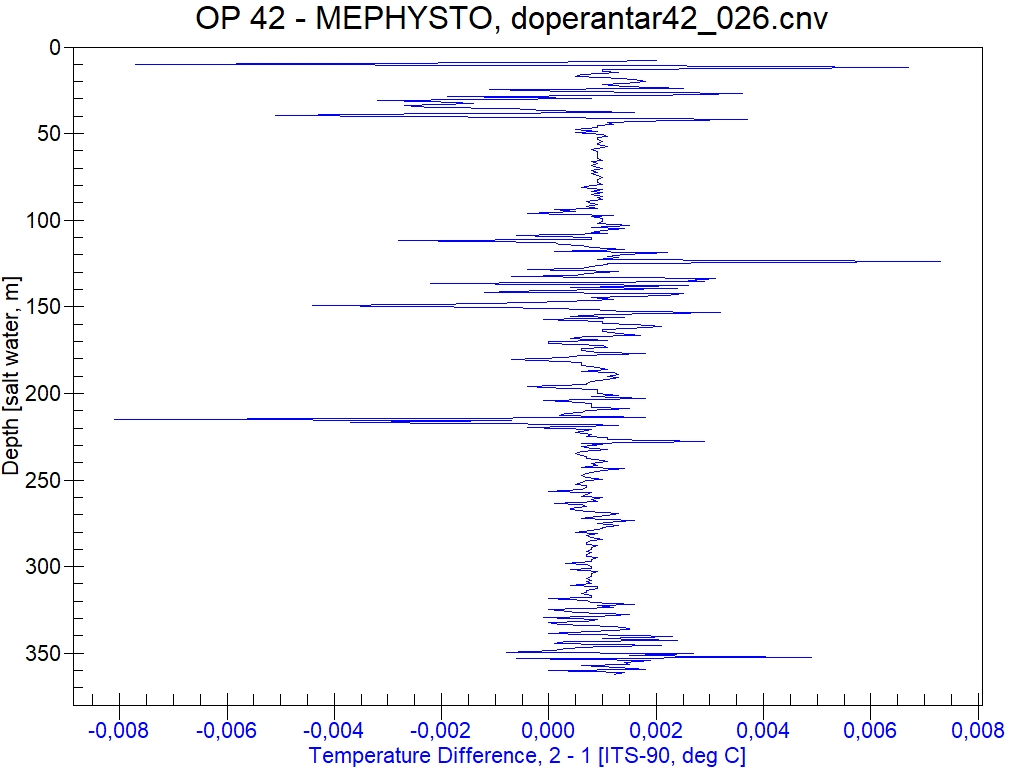 OP 42 - MEPHYSTO, doperantar42_026.cnv
0
50
100
150
200
250
300
350
Depth [salt water, m]
-0,008 -0,006 -0,004 -0,002 0,000 0,002 0,004 0,006 0,008
Temperature Difference, 2 - 1 [ITS-90, deg C]